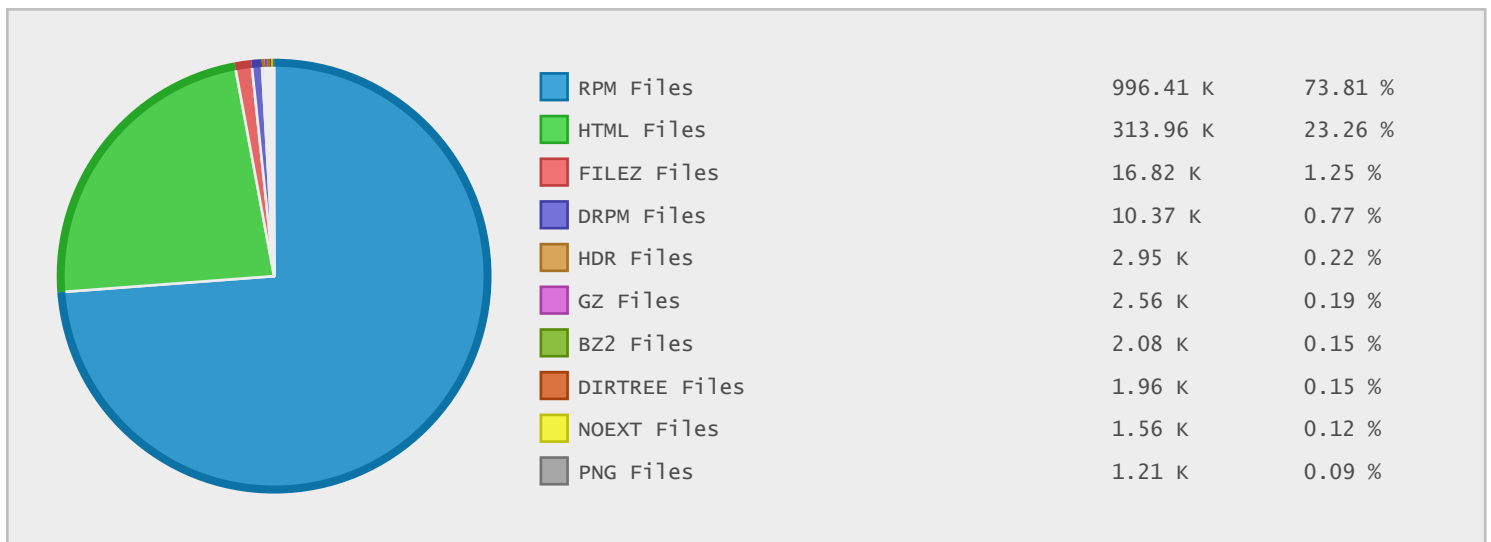 RPM Files 996.41 K 73.81 %
HTML Files 313.96 K 23.26 %
FILEZ Files 16.82 K 1.25 %
DRPM Files 10.37 K 0.77 %
HDR Files 2.95 K 0.22 %
GZ Files 2.56 K 0.19 %
BZ2 Files 2.08 K 0.15 %
DIRTREE Files 1.96 K 0.15 %
NOEXT Files 1.56 K 0.12 %
PNG Files 1.21 K 0.09 %